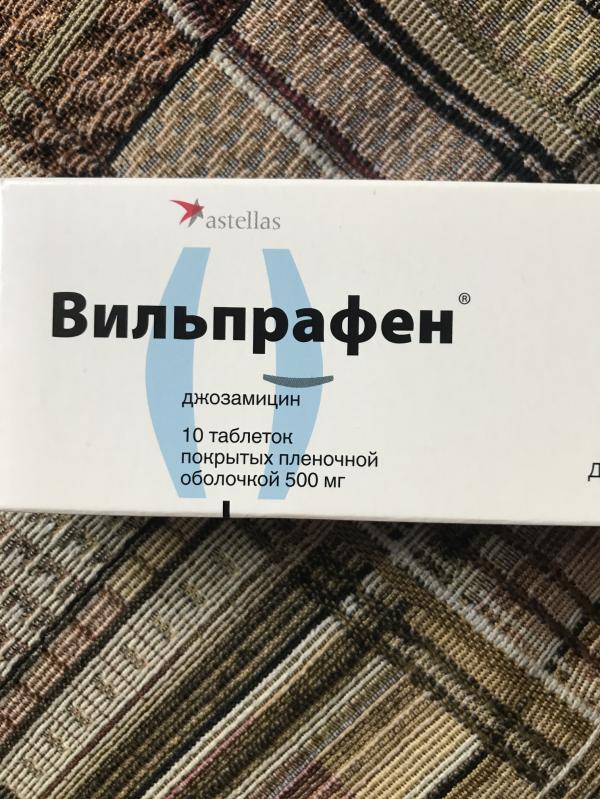 astellas
Вильпрафен®
джозамицин
10 таблеток
покрытых пленочной
оболочкой 500 мг